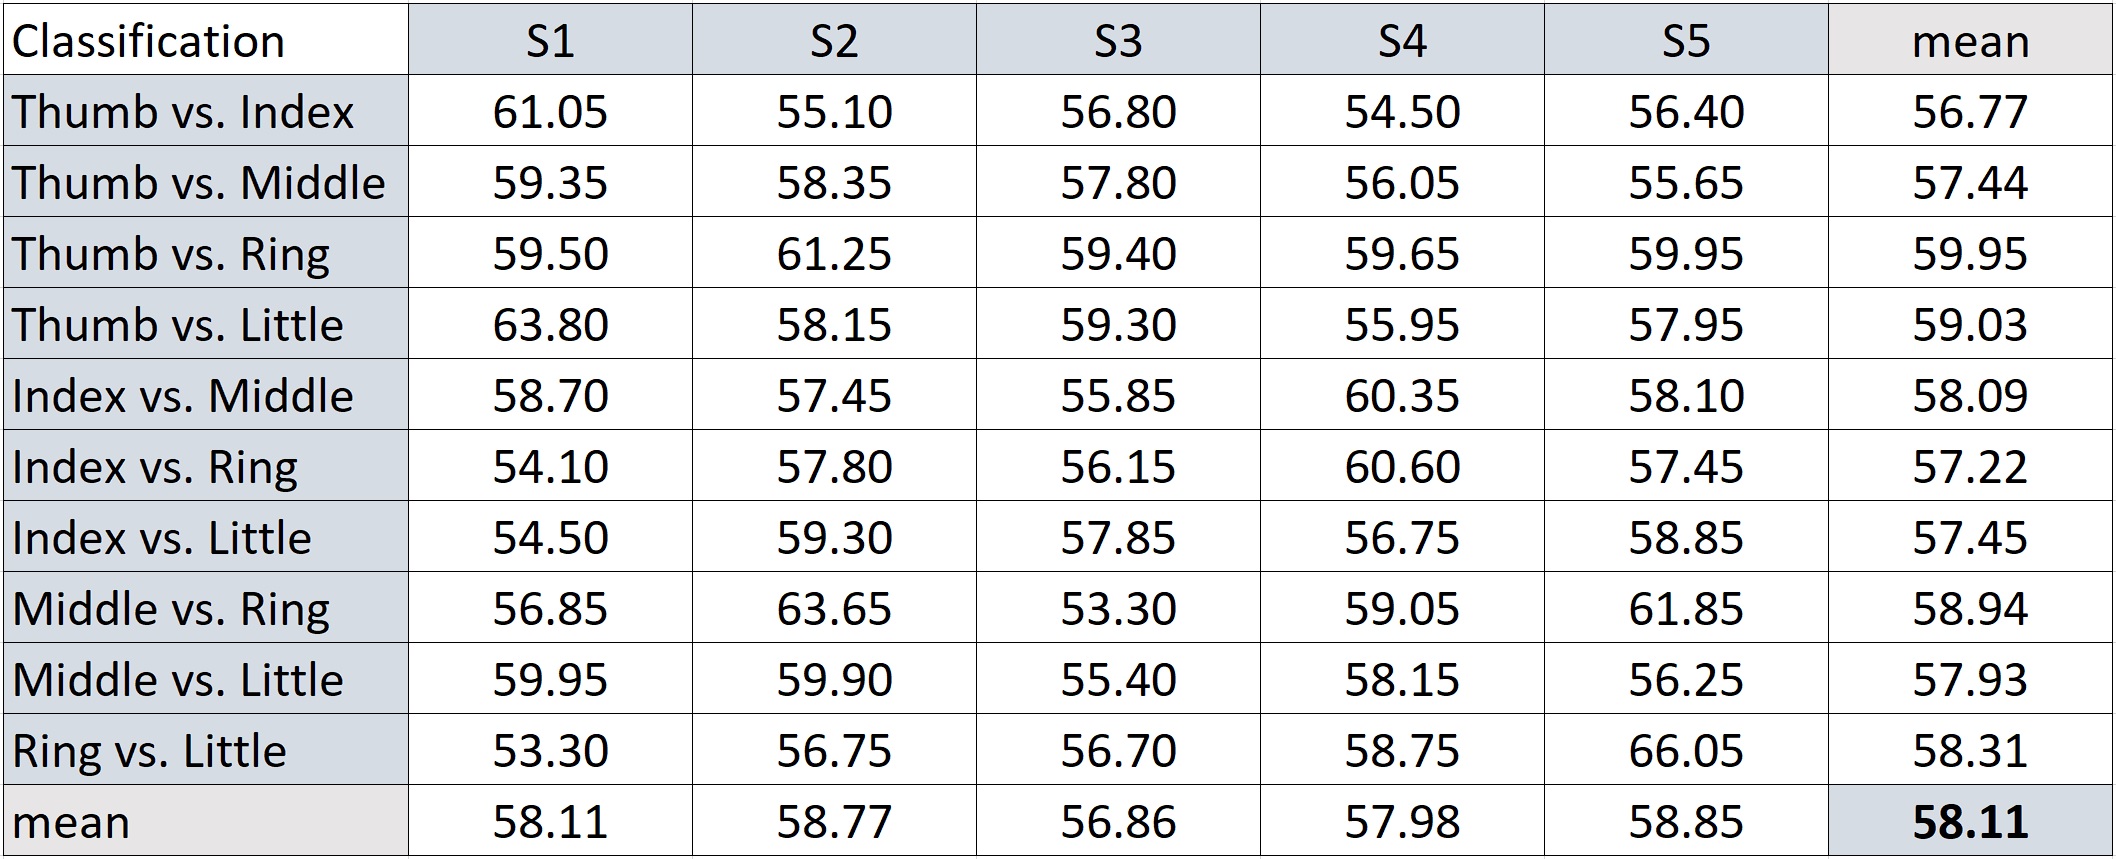 Classification S1 S2 S3 S4 S5 mean
Thumb vs. Index 61.05 55.10 56.80 54.50 56.40 56.77
Thumb vs. Middle 59.35 58.35 57.80 56.05 55.65 57.44
Thumb vs. Ring 59.50 61.25 59.40 59.65 59.95 59.95
Thumb vs. Little 63.80 58.15 59.30 55.95 57.95 59.03
Index vs. Middle 58.70 57.45 55.85 60.35 58.10 58.09
Index vs. Ring 54.10 57.80 56.15 60.60 57.45 57.22
Index vs. Little 54.50 59.30 57.85 56.75 58.85 57.45
Middle vs. Ring 56.85 63.65 53.30 59.05 61.85 58.94
Middle vs. Little 59.95 59.90 55.40 58.15 56.25 57.93
Ring vs. Little 53.30 56.75 56.70 58.75 66.05 58.31
mean 58.11 58.77 56.86 57.98 58.85 58.11